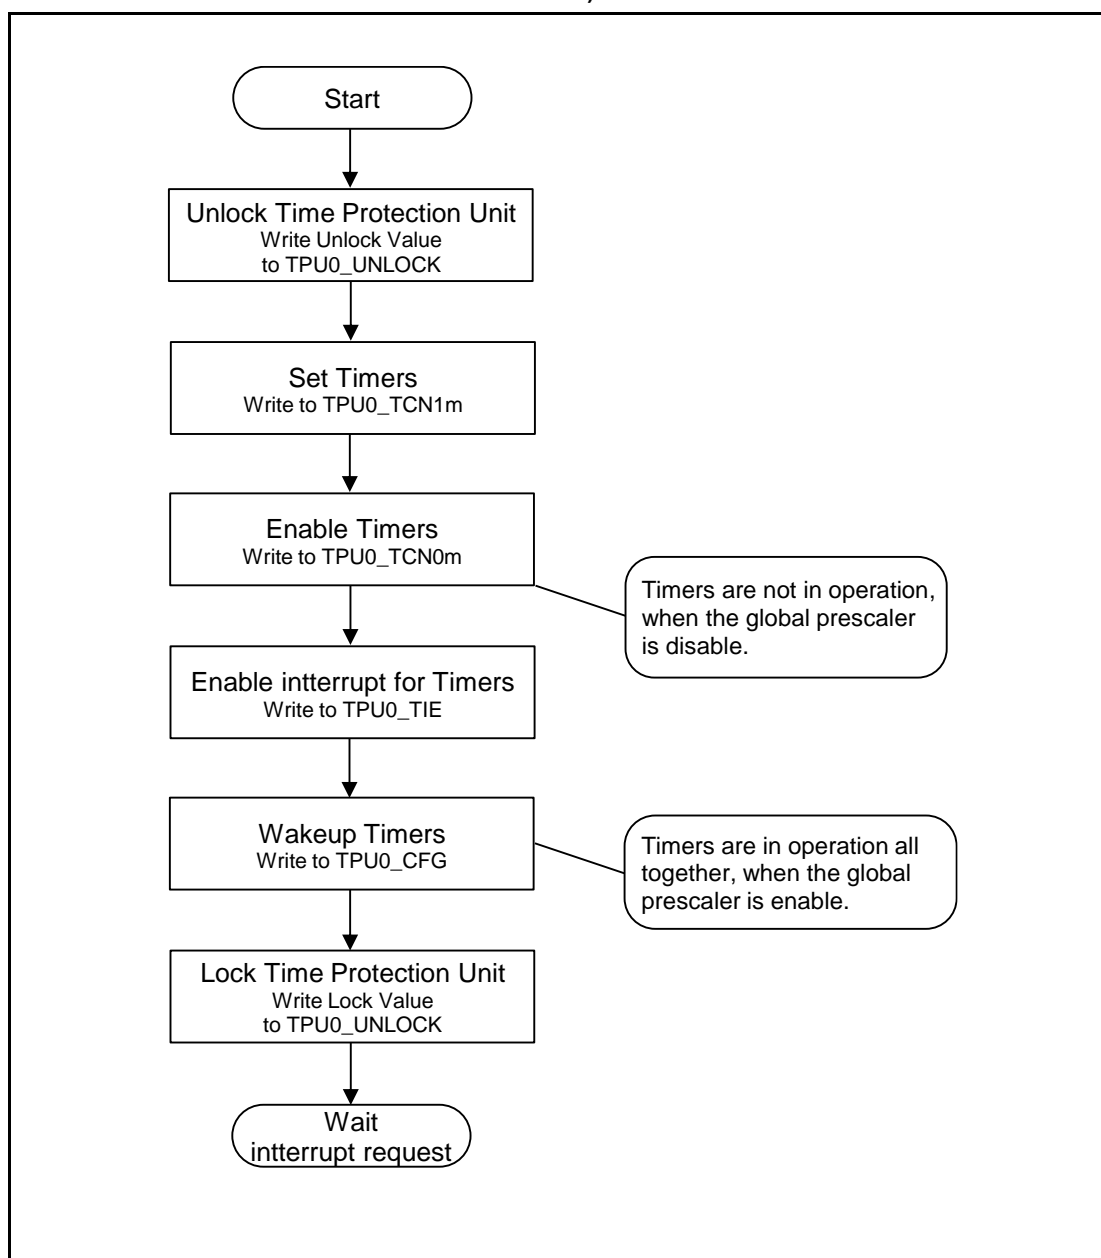 Start
Unlock Time Protection Unit
Write Unlock Value
to TPU0_UNLOCK
Set Timers
Write to TPU0_TCN1m
Enable Timers
Write to TPU0_TCN0m
Timers are not in operation,
when the global prescaler
is disable.
Enable intterrupt for Timers
Write to TPU0_TIE
Wakeup Timers
Write to TPU0_CFG
Timers are in operation all
together, when the global
prescaler is enable.
Lock Time Protection Unit
Write Lock Value
to TPU0_UNLOCK
Wait
intterrupt request